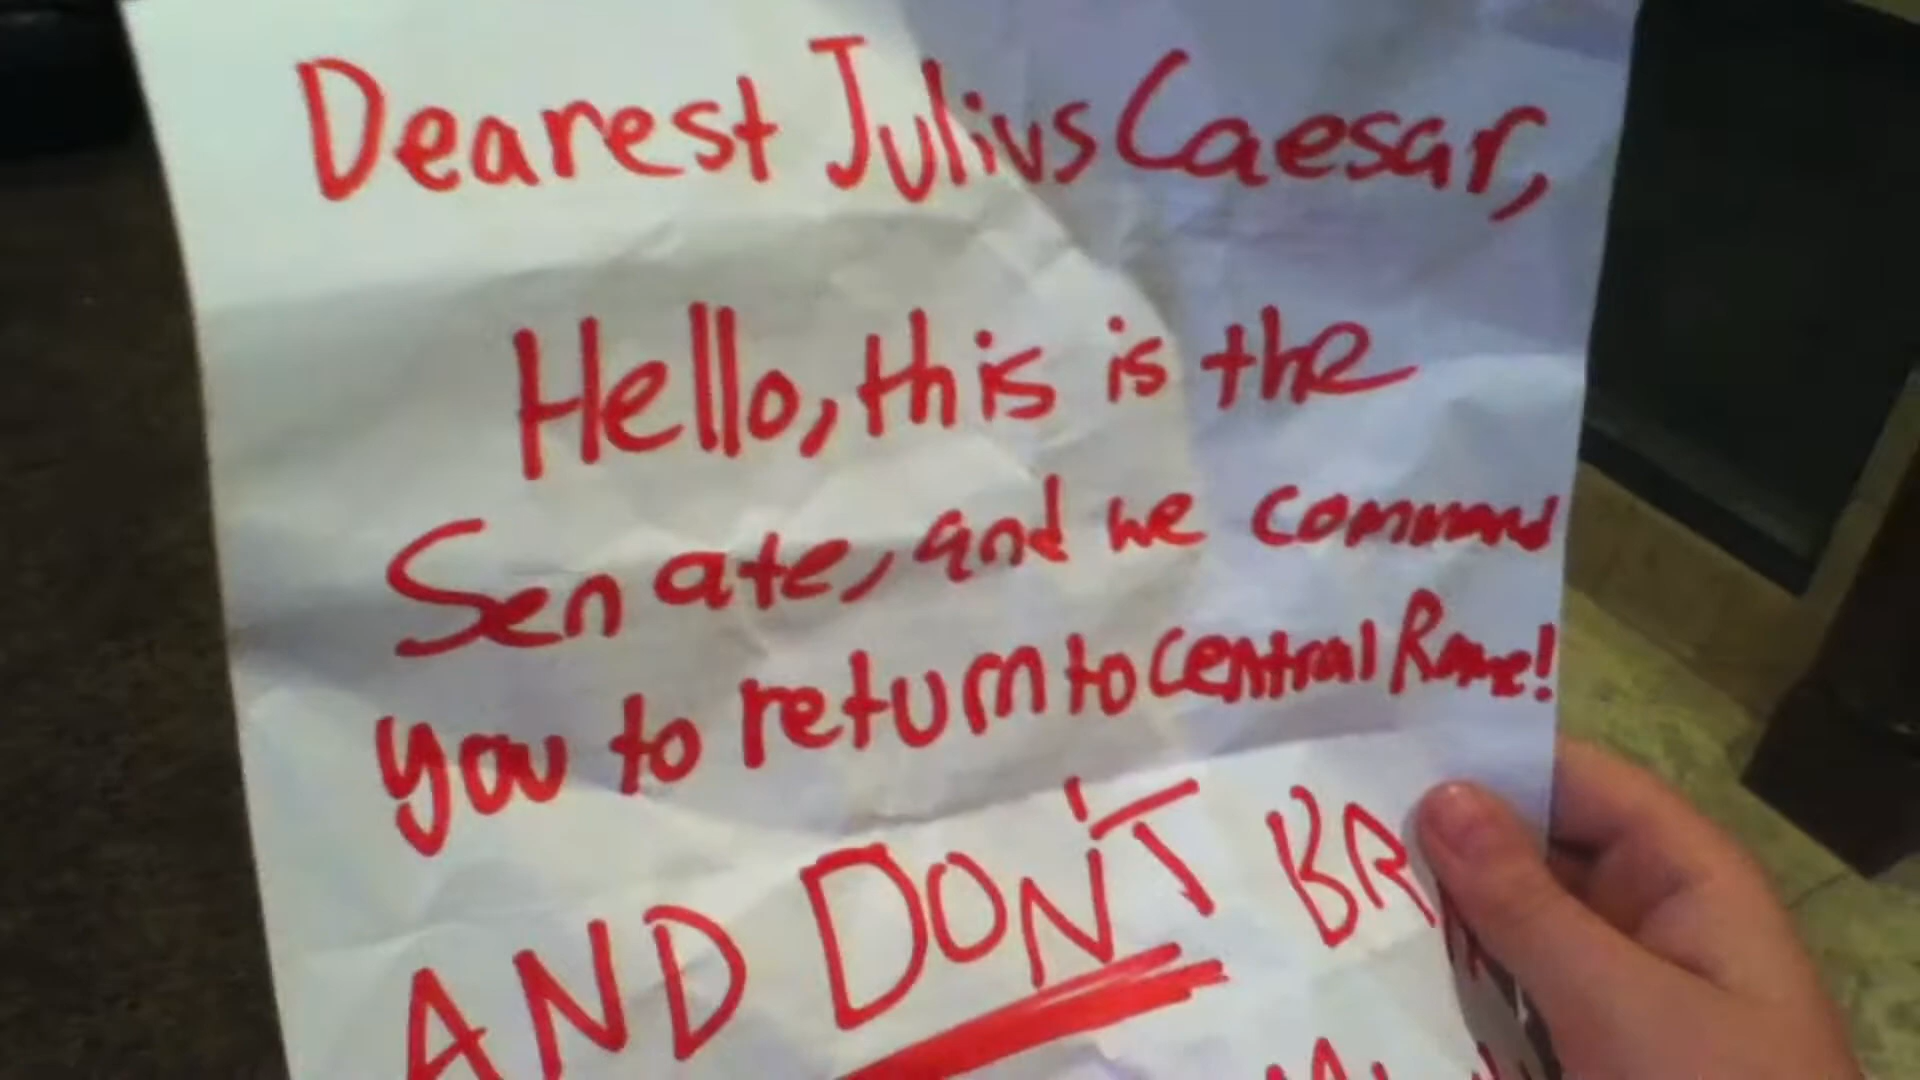 Dearest Julius Caesar,
Hello, this is the
Senate, and we command
you to return to central Rome!
AND DON'T